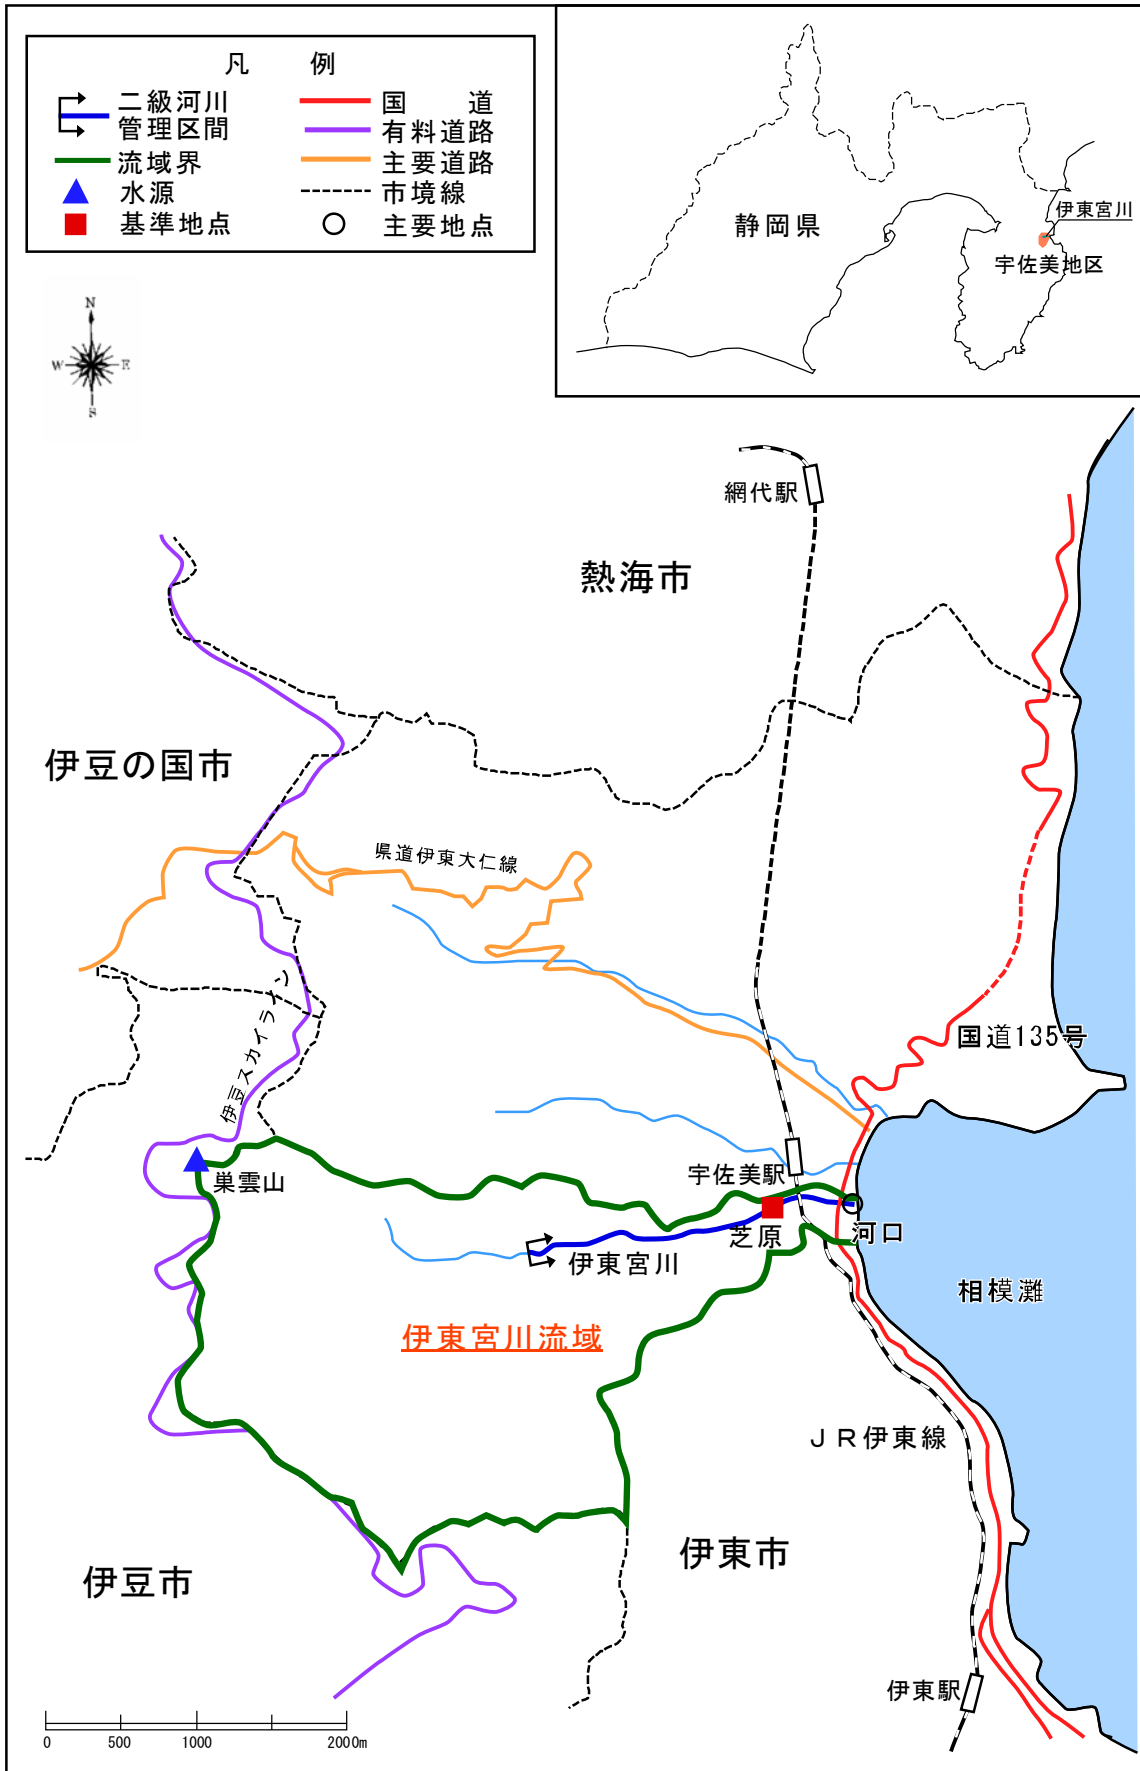 凡 例
二級河川
管理区間
流域界
水源
基準地点
国 道
有料道路
主要道路
市境線
主要地点
静岡県
伊東宮川
宇佐美地区
N
W
E
S
網代駅
熱海市
伊豆の国市
県道伊東大仁線
伊豆スカイライン
国道135号
巣雲山
宇佐美駅
芝原
河口
伊東宮川
相模灘
伊東宮川流域
JR伊東線
伊東市
伊豆市
伊東駅
0 500 1000 2000m